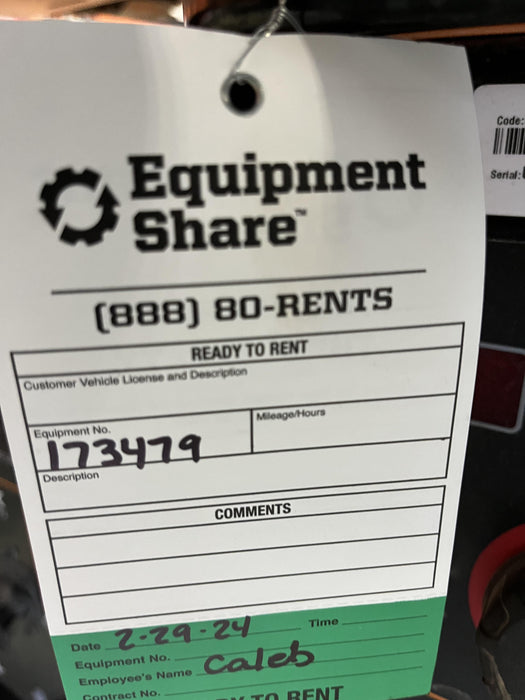 Equipment
Share™
(888) 80-RENTS
READY TO RENT
Customer Vehicle License and Description
Equipment No.
173479
Mileage/Hours
Description
COMMENTS
Date 2-29-24 Time
Equipment No.
Employee's Name Caleb
Contract No.
TO RENT
Code:
Serial: